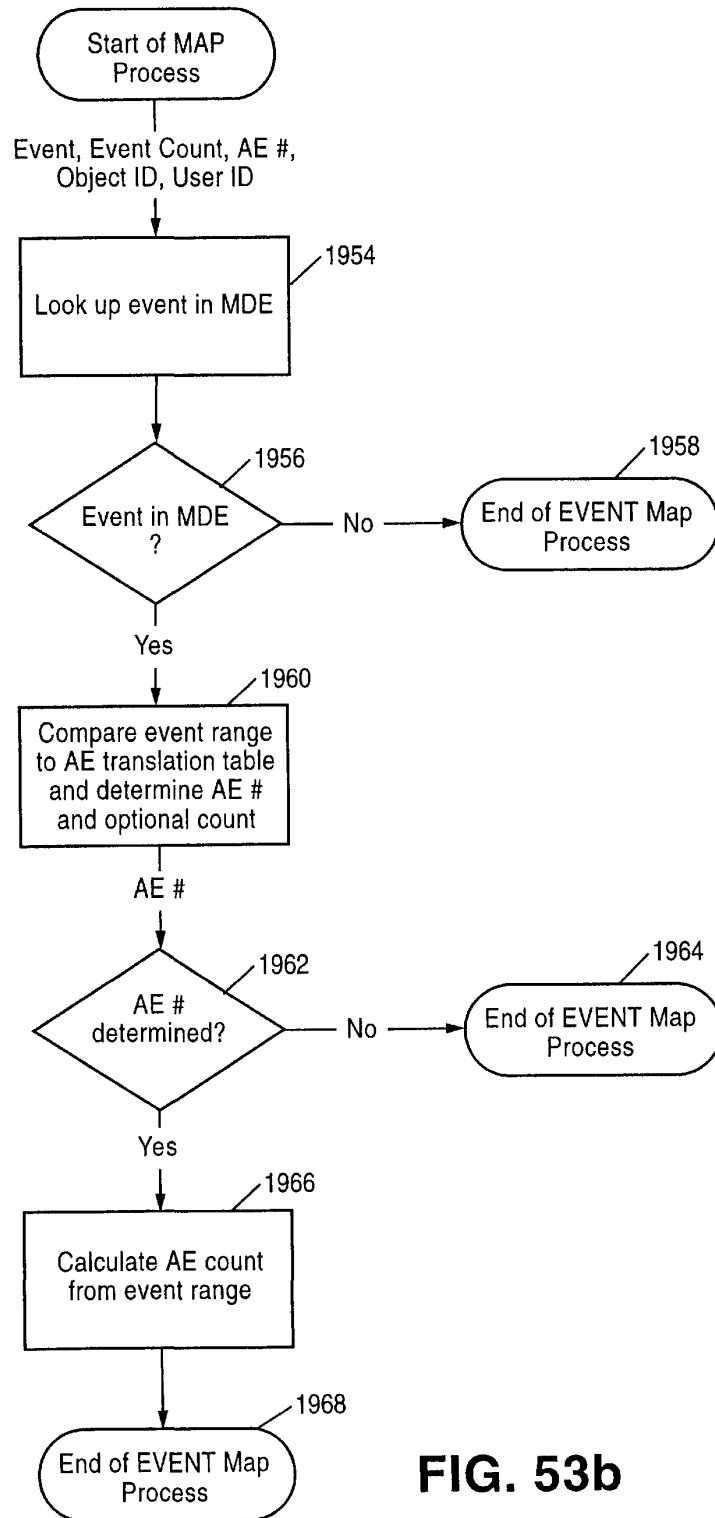 Start of MAP
Process
Event, Event Count, AE #,
Object ID, User ID
1954
Look up event in MDE
1956
Event in MDE
?
No
1958
End of EVENT Map
Process
Yes
1960
Compare event range
to AE translation table
and determine AE #
and optional count
AE #
1962
AE #
determined?
No
1964
End of EVENT Map
Process
Yes
1966
Calculate AE count
from event range
1968
End of EVENT Map
Process
FIG. 53b